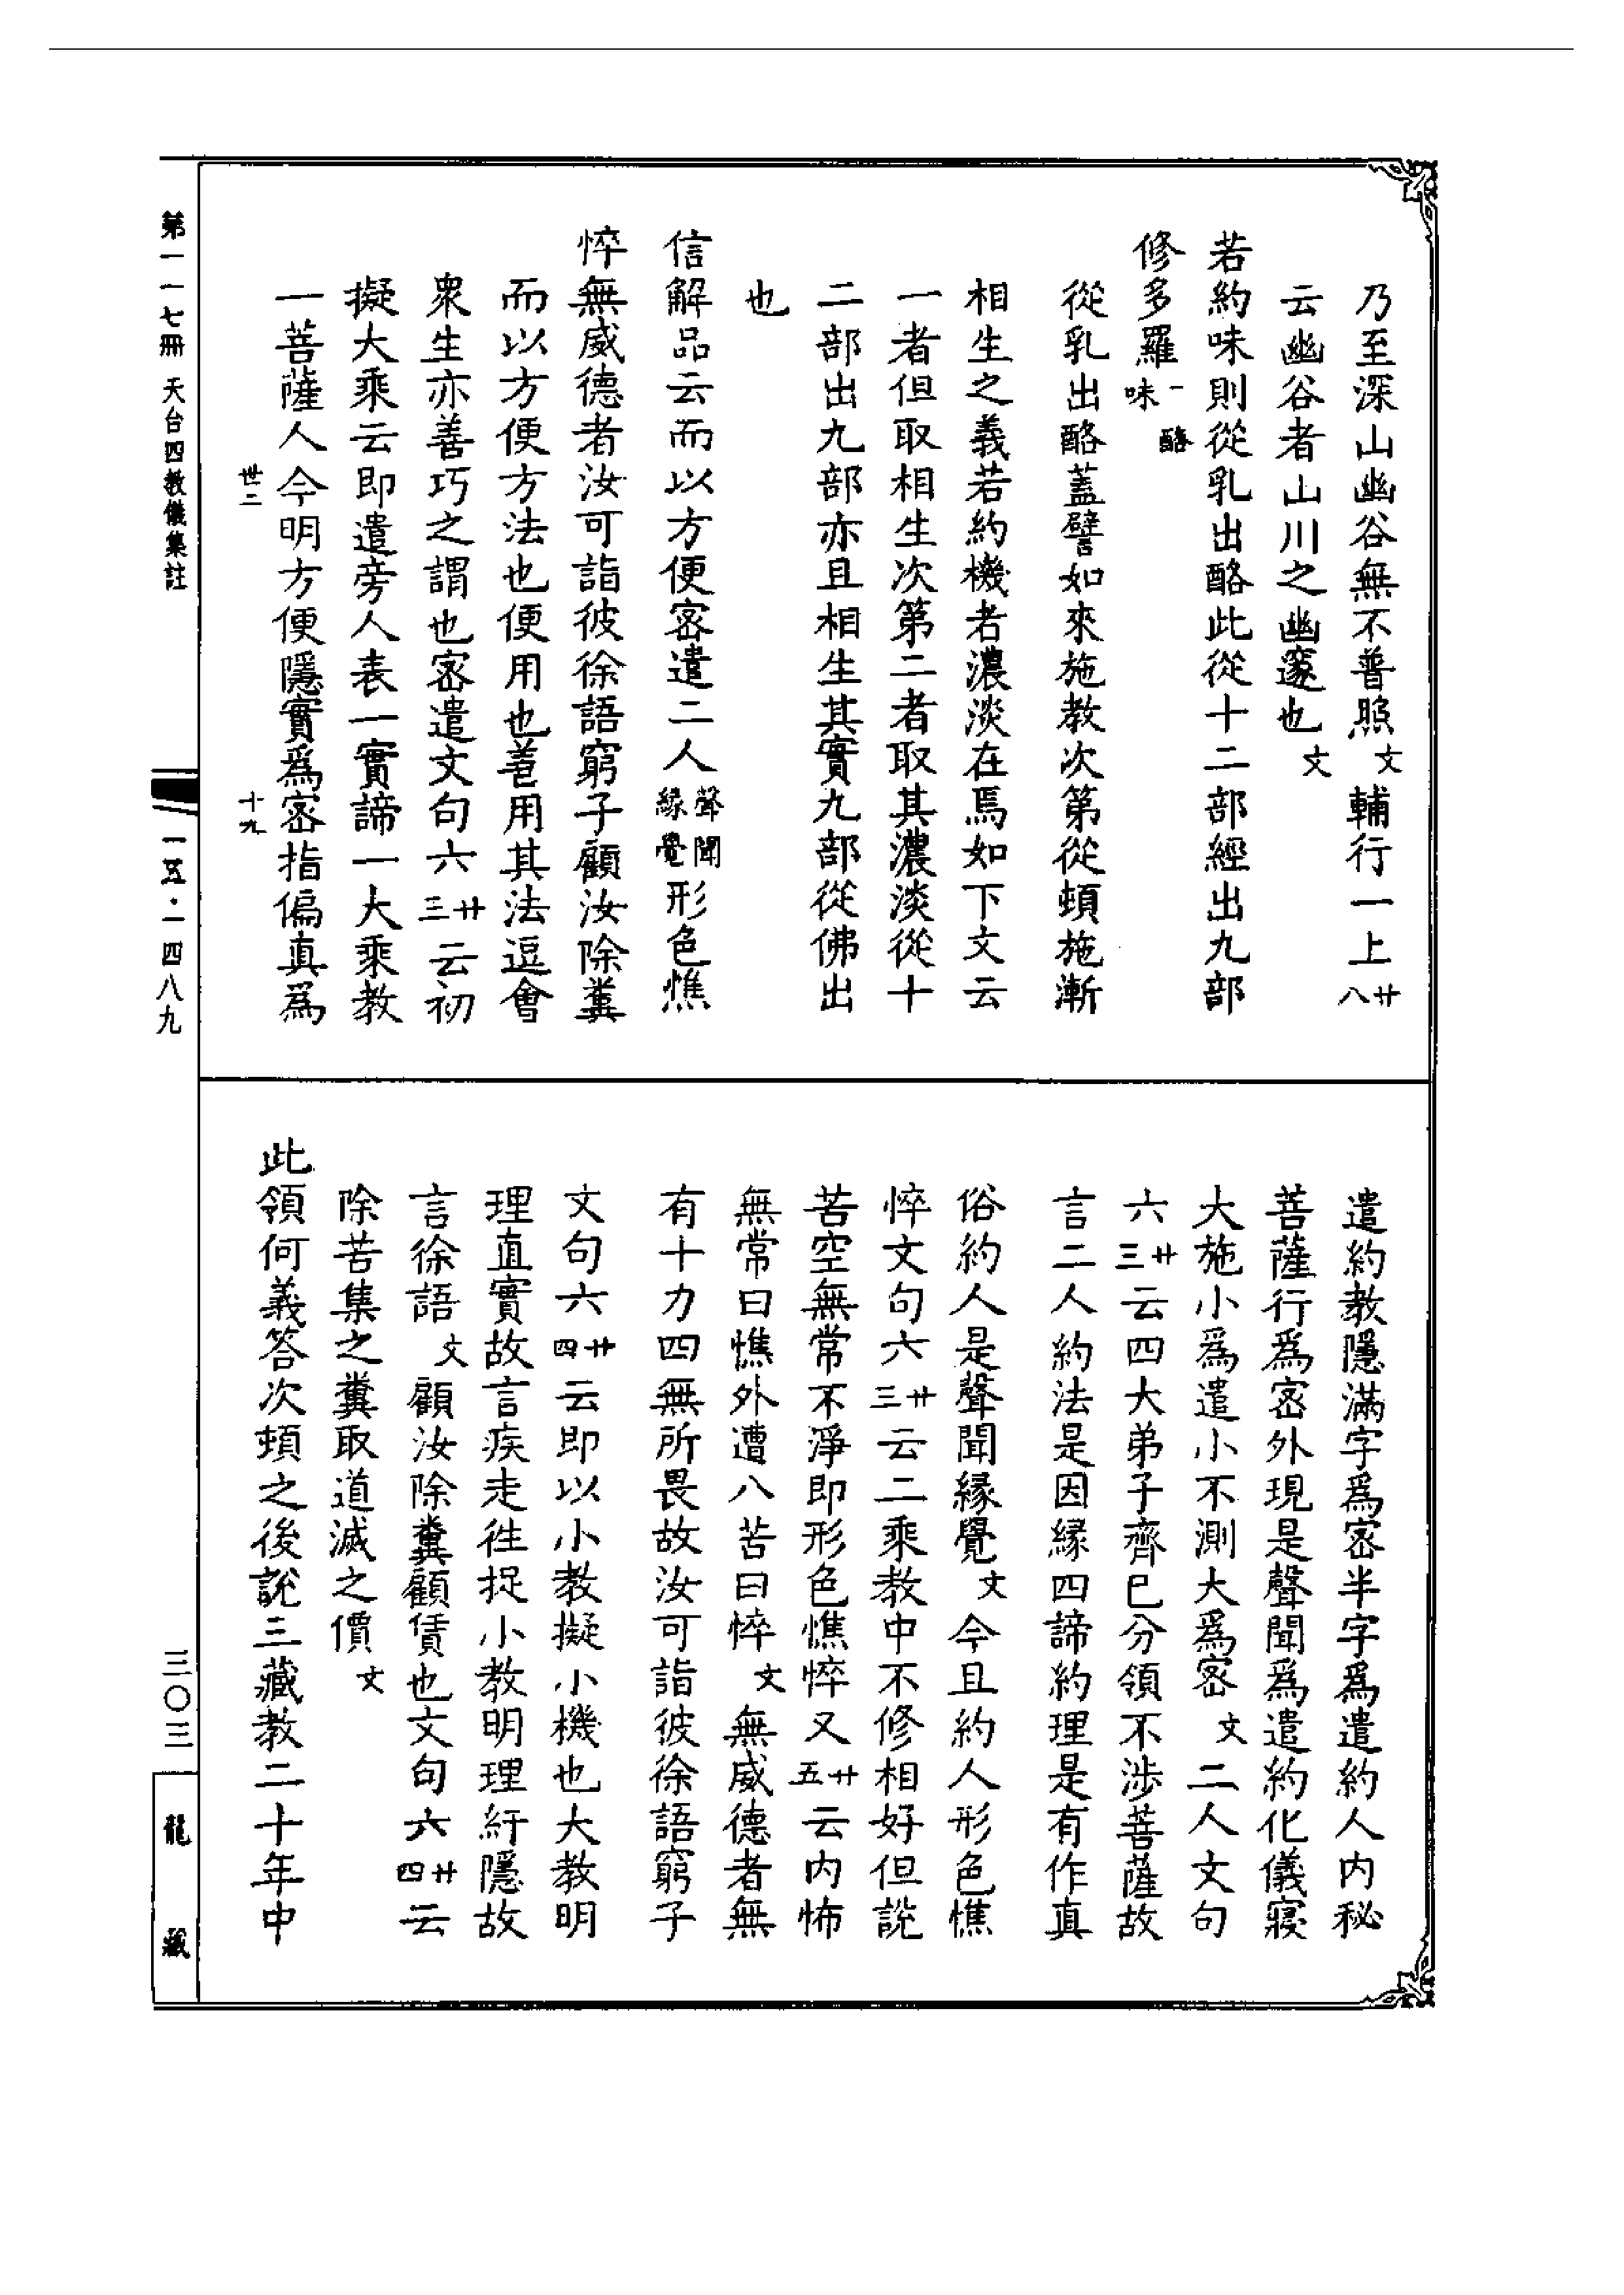 乃至深山幽谷無不普照文輔行一上廿八
云幽谷者山川之幽邃也文
若約味則從乳出酪此從十二部經出九部
修多羅一酪味
從乳出酪蓋譬如來施教次第從頓施漸
相生之義若約機者濃淡在焉如下文云
一者但取相生次第二者取其濃淡從十
二部出九部亦且相生其實九部從佛出
也
信解品云而以方便密遣二人聲聞緣覺形色憔
悴無威德者汝可詣彼徐語窮子顧汝除糞
而以方便方法也便用也善用其法逗會
衆生亦善巧之謂也密遣文句六廿三云初
擬大乘云即遣旁人表一實諦一大乘教
一菩薩人今明方便隱實爲密指偏真爲
世二
十九
遣約教隱滿字爲密半字爲遣約人内秘
菩薩行爲密外現是聲聞爲遣約化儀寢
大施小爲遣小不測大爲密文二人文句
六廿三云四大弟子齊已分領不涉菩薩故
言二人約法是因緣四諦約理是有作真
俗約人是聲聞緣覺文今且約人形色憔
悴文句六廿三云二乘教中不修相好但說
苦空無常不淨即形色憔悴又廿五云内怖
無常曰憔外遭八苦曰悴文無威德者無
有十力四無所畏故汝可詣彼徐語窮子
文句六廿四云即以小教擬小機也大教明
理直實故言疾走往捉小教明理紆隱故
言徐語文顧汝除糞顧賃也文句六廿四云
除苦集之糞取道滅之價文
此領何義答次頓之後說三藏教二十年中
第一一七冊 天台四教儀集註
一五·一四八九
三〇三
龍藏